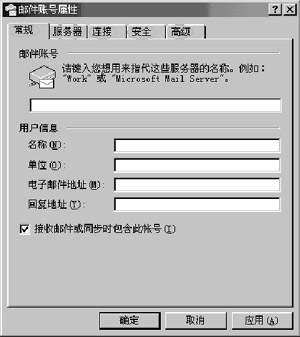 邮件账号属性
常规 服务器 连接 安全 高级
邮件账号
请键入您想用来指代这些服务器的名称。例如:
"Work" 或 "Microsoft Mail Server"。
用户信息
名称(N):
单位(O):
电子邮件地址(M):
回复地址(Y):
接收邮件或同步时包含此帐号(I)
确定 取消 应用(A)